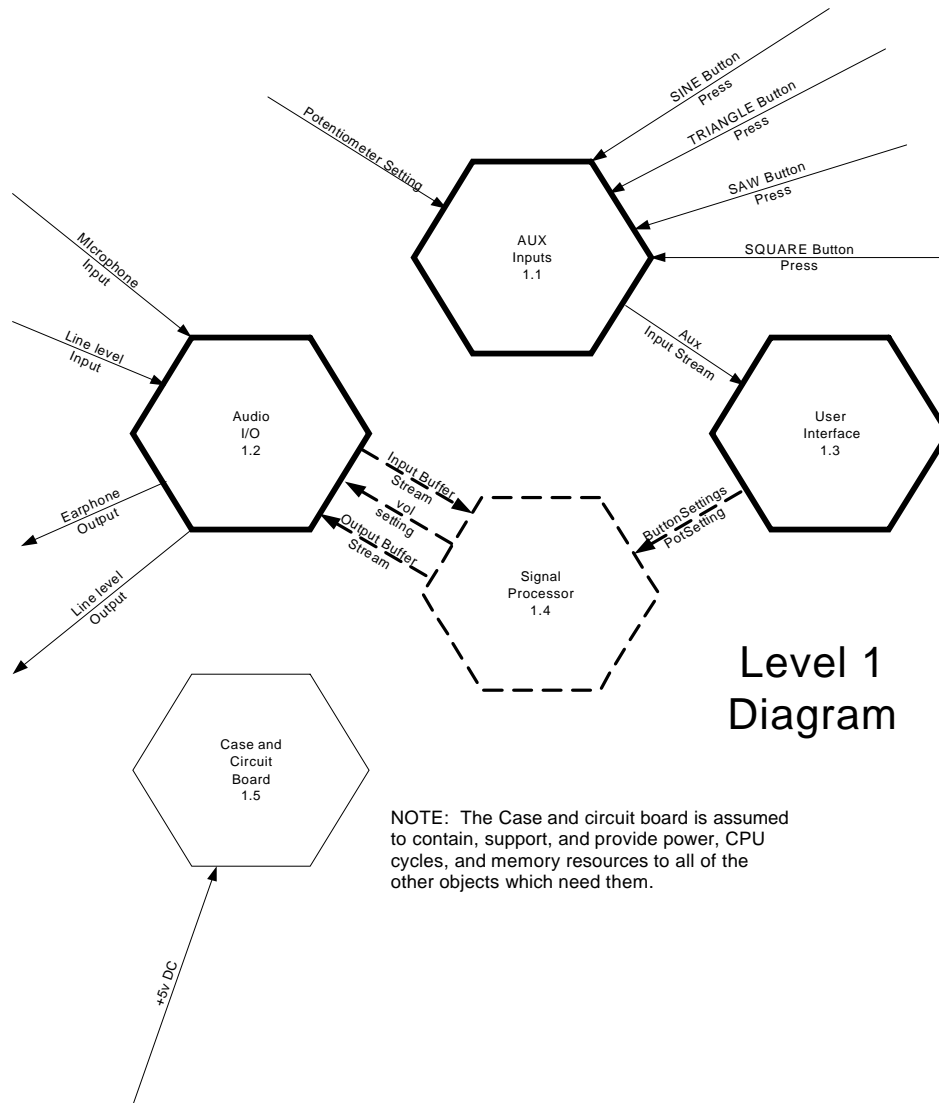 SINE Button
Press
TRIANGLE Button
Press
Potentiometer Setting
SAW Button
Press
AUX
Inputs
1.1
SQUARE Button
Press
MIcrophone
Input
Line level
Input
Aux
Input Stream
Audio
I/O
1.2
User
Interface
1.3
Input Buffer
Stream
vol
setting
Output Buffer
Stream
ButtonSettings
PotSetting
Earphone
Output
Line level
Output
Signal
Processor
1.4
Level 1
Diagram
Case and
Circuit
Board
1.5
NOTE:  The Case and circuit board is assumed
to contain, support, and provide power, CPU
cycles, and memory resources to all of the
other objects which need them.
+5v DC